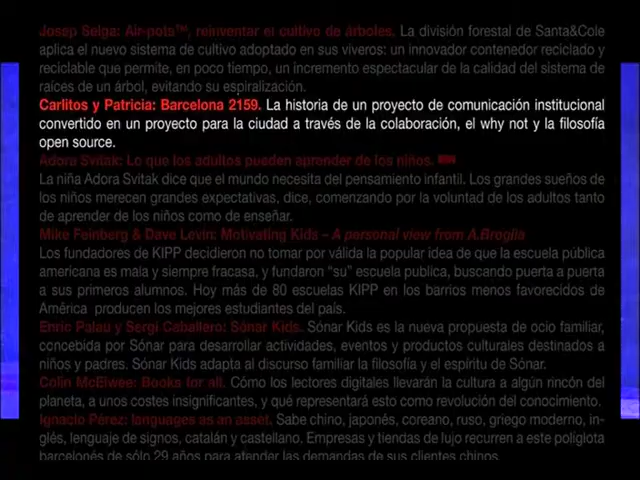 Josep Selga: Air-pots™, reinventar el cultivo de árboles. La división forestal de Santa&Cole
aplica el nuevo sistema de cultivo adoptado en sus viveros: un innovador contenedor reciclado y
reciclable que permite, en poco tiempo, un incremento espectacular de la calidad del sistema de
raíces de un árbol, evitando su espiralización.
Carlitos y Patricia: Barcelona 2159. La historia de un proyecto de comunicación institucional
convertido en un proyecto para la ciudad a través de la colaboración, el why not y la filosofía
open source.
Adora Svitak: Lo que los adultos pueden aprender de los niños.
La niña Adora Svitak dice que el mundo necesita del pensamiento infantil. Los grandes sueños de
los niños merecen grandes expectativas, dice, comenzando por la voluntad de los adultos tanto
de aprender de los niños como de enseñar.
Mike Feinberg & Dave Levin: Motivating Kids – A personal view from A.Broglia
Los fundadores de KIPP decidieron no tomar por válida la popular idea de que la escuela pública
americana es mala y siempre fracasa, y fundaron “su” escuela publica, buscando puerta a puerta
a sus primeros alumnos. Hoy mas de 80 escuelas KIPP en los barrios menos favorecidos de
América producen los mejores estudiantes del país.
Enric Palau y Sergi Caballero: Sónar Kids. Sónar Kids es la nueva propuesta de ocio familiar,
concebida por Sónar para desarrollar actividades, eventos y productos culturales destinados a
niños y padres. Sónar Kids adapta al discurso familiar la filosofía y el espíritu de Sónar.
Colin McElwee: Books for all. Cómo los lectores digitales llevarán la cultura a algún rincón del
planeta, a unos costes insignificantes, y qué representará esto como revolución del conocimiento.
Ignacio Pérez: languages as an asset. Sabe chino, japonés, coreano, ruso, griego moderno, in-
glés, lenguaje de signos, catalán y castellano. Empresas y tiendas de lujo recurren a este poliglota
barcelonés de sólo 29 años para atender las demandas de sus clientes chinos.